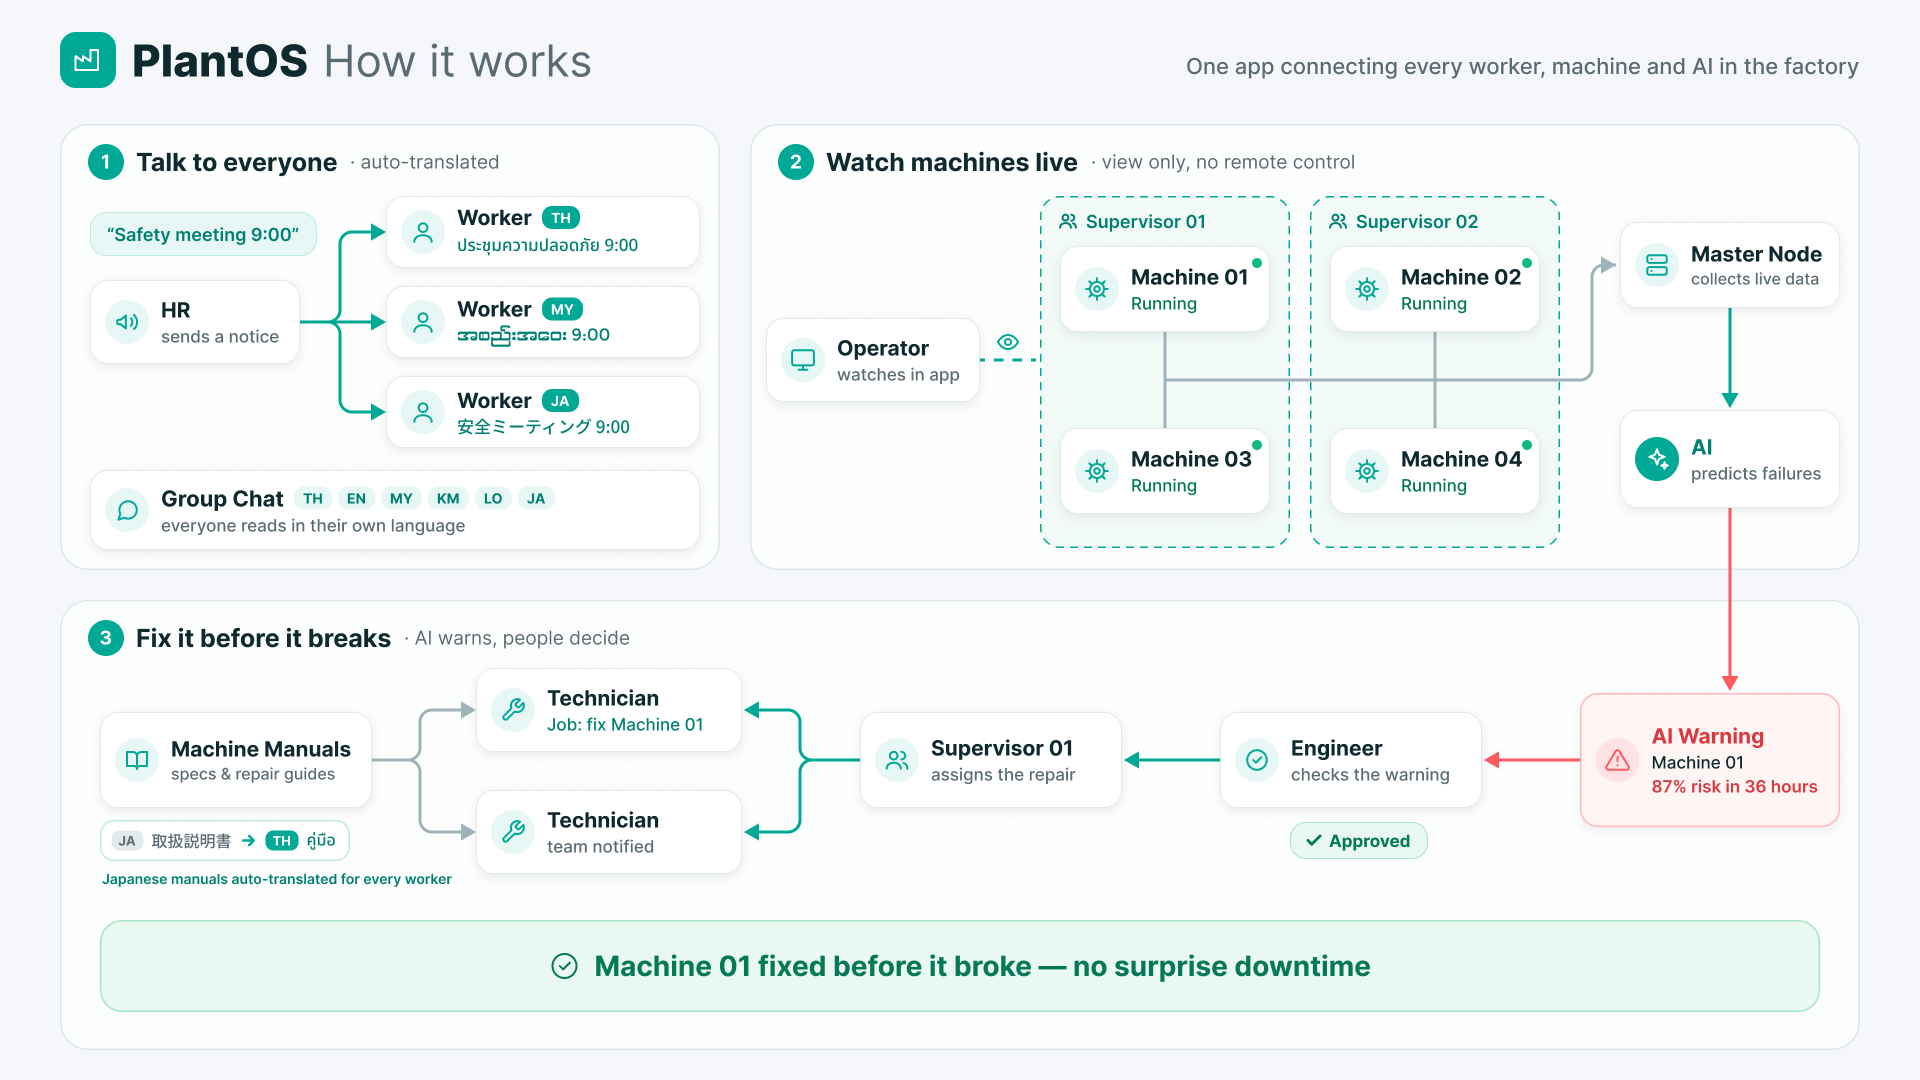 PlantOS How it works
One app connecting every worker, machine and AI in the factory
1 Talk to everyone · auto-translated
“Safety meeting 9:00”
HR
sends a notice
Worker TH
ประชุมความปลอดภัย 9:00
Worker MY
အစည်းအဝေး 9:00
Worker JA
安全ミーティング 9:00
Group Chat TH EN MY KM LO JA
everyone reads in their own language
2 Watch machines live · view only, no remote control
Operator
watches in app
Supervisor 01
Machine 01
Running
Machine 03
Running
Supervisor 02
Machine 02
Running
Machine 04
Running
Master Node
collects live data
AI
predicts failures
3 Fix it before it breaks · AI warns, people decide
Machine Manuals
specs & repair guides
JA 取扱説明書 → TH คู่มือ
Japanese manuals auto-translated for every worker
Technician
Job: fix Machine 01
Technician
team notified
Supervisor 01
assigns the repair
Engineer
checks the warning
✓ Approved
AI Warning
Machine 01
87% risk in 36 hours
Machine 01 fixed before it broke — no surprise downtime